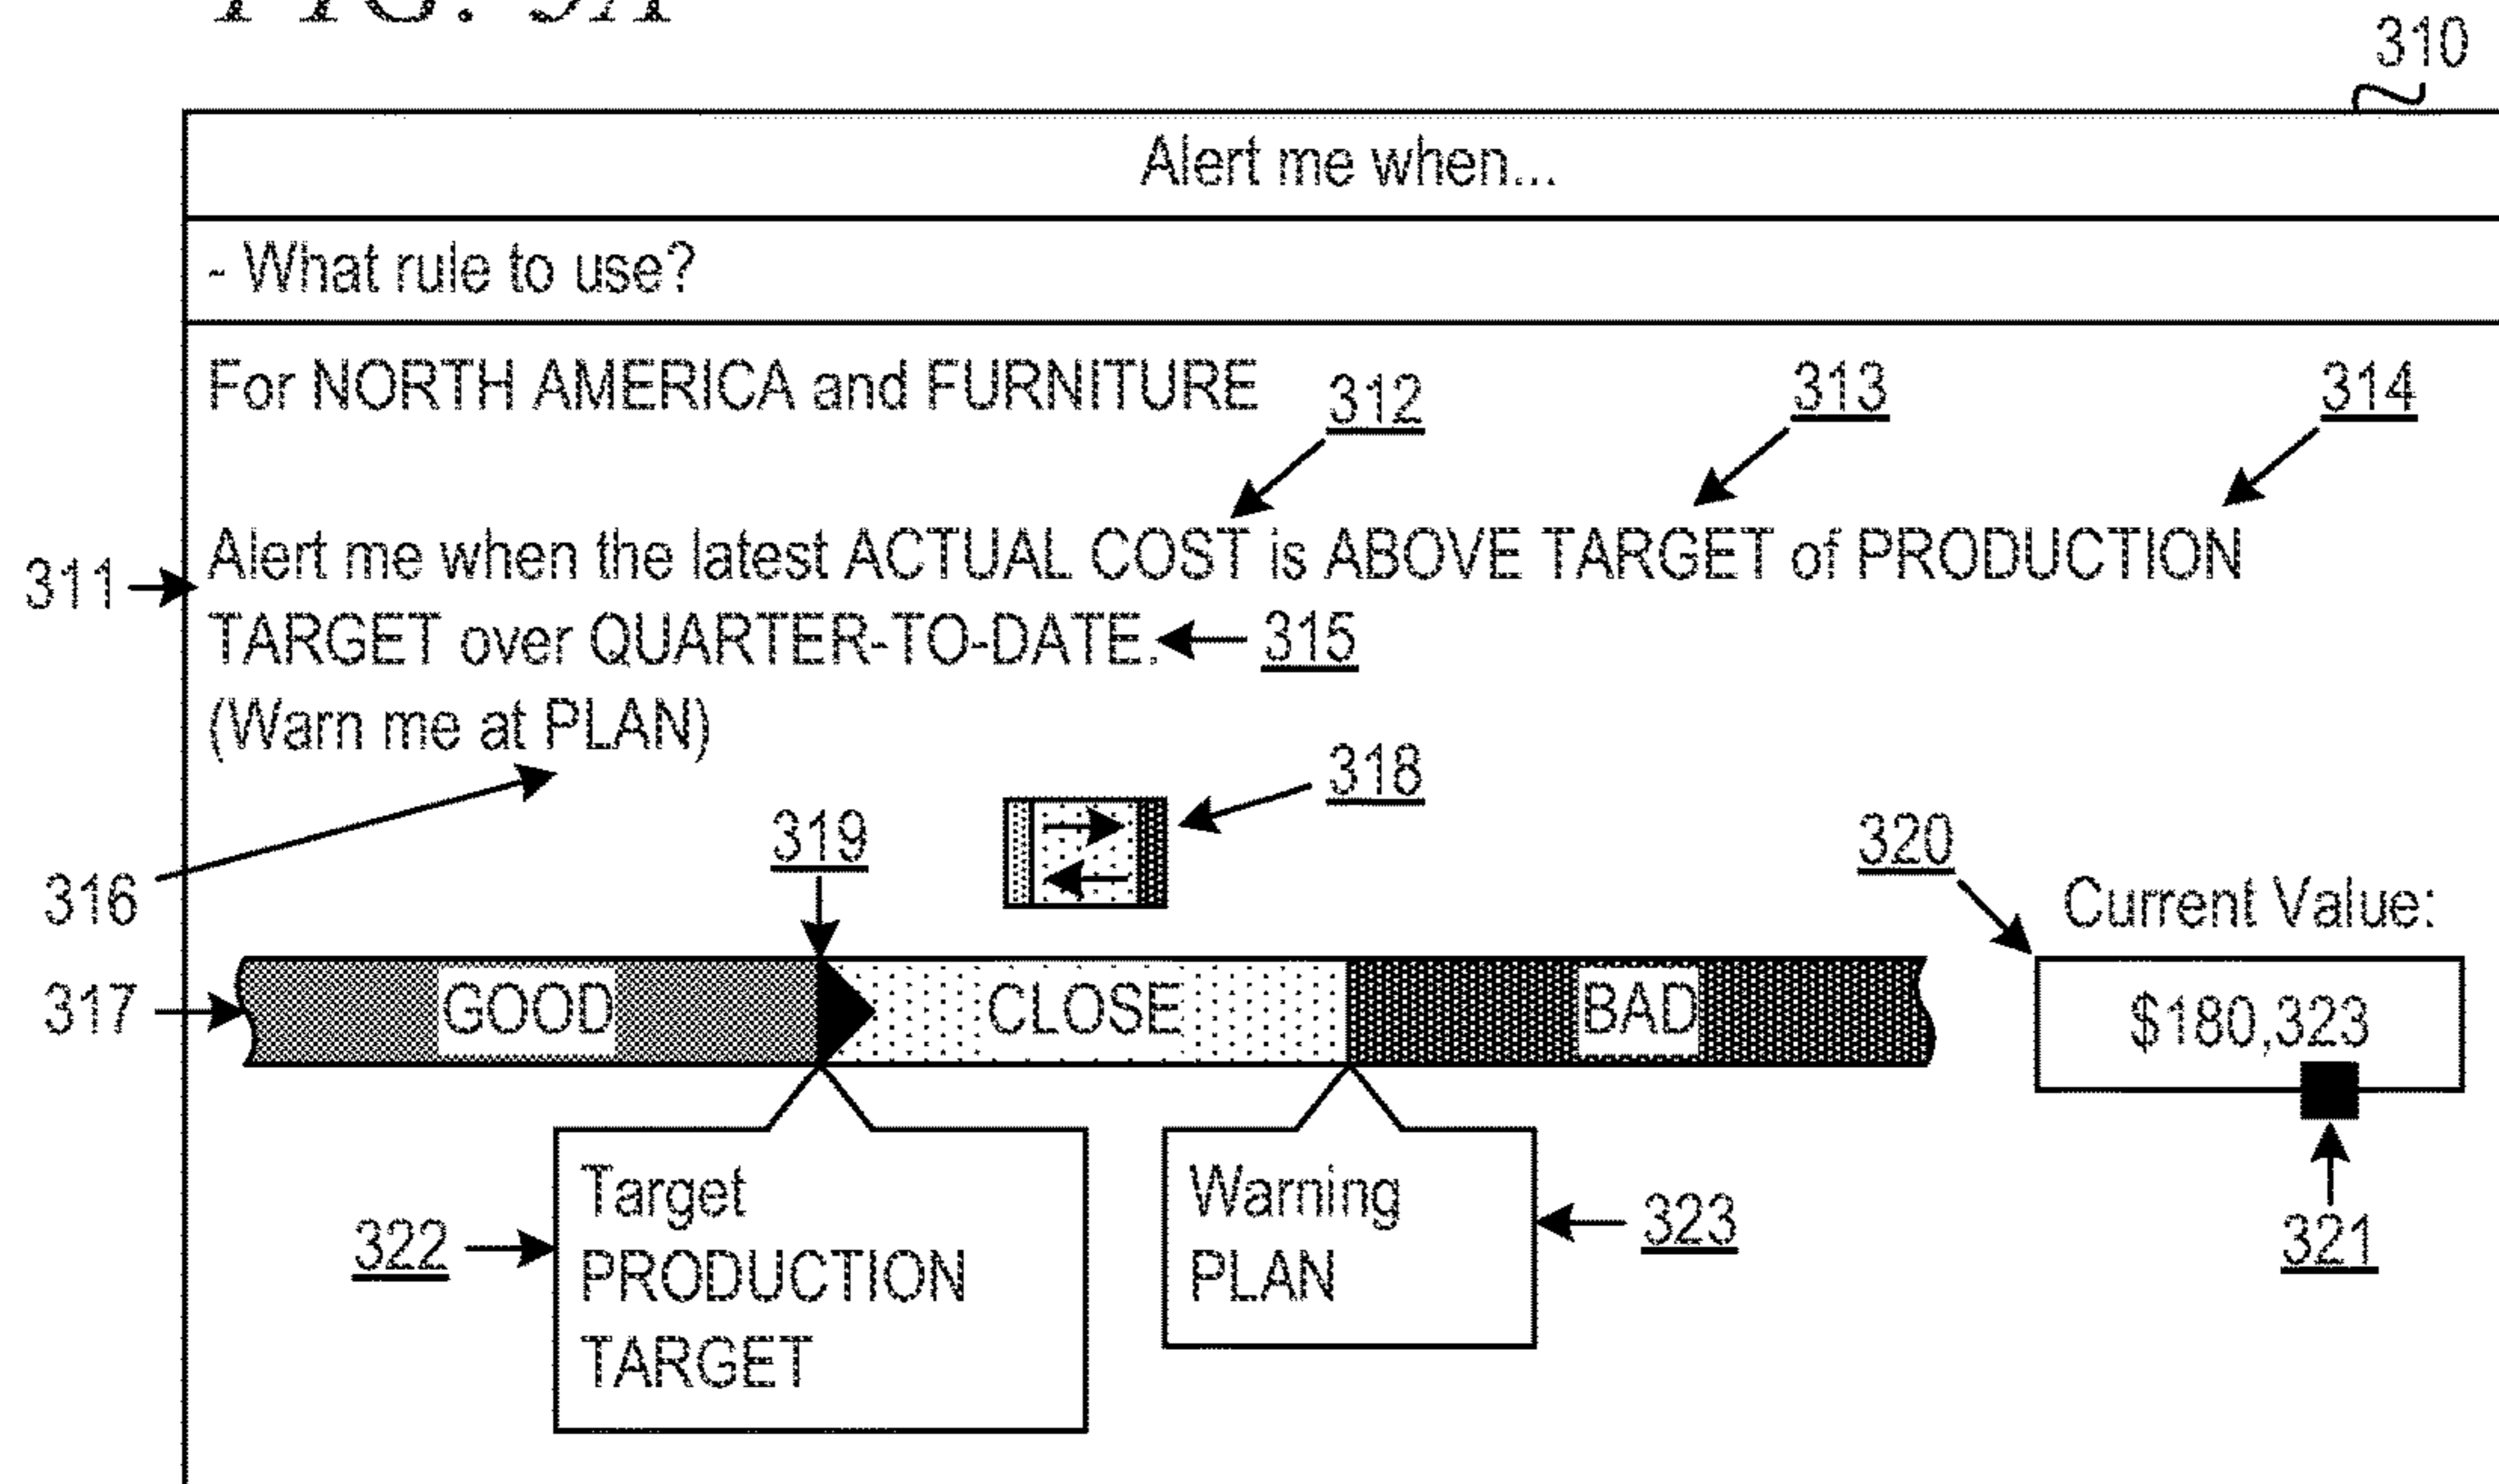 FIG. 3A
310
Alert me when...
- What rule to use?
For NORTH AMERICA and FURNITURE
312
313
314
311
Alert me when the latest ACTUAL COST is ABOVE TARGET of PRODUCTION
TARGET over QUARTER-TO-DATE.
315
(Warn me at PLAN)
318
319
320
316
Current Value:
317
GOOD
CLOSE
BAD
$180,323
Target
PRODUCTION
TARGET
322
Warning
PLAN
323
321